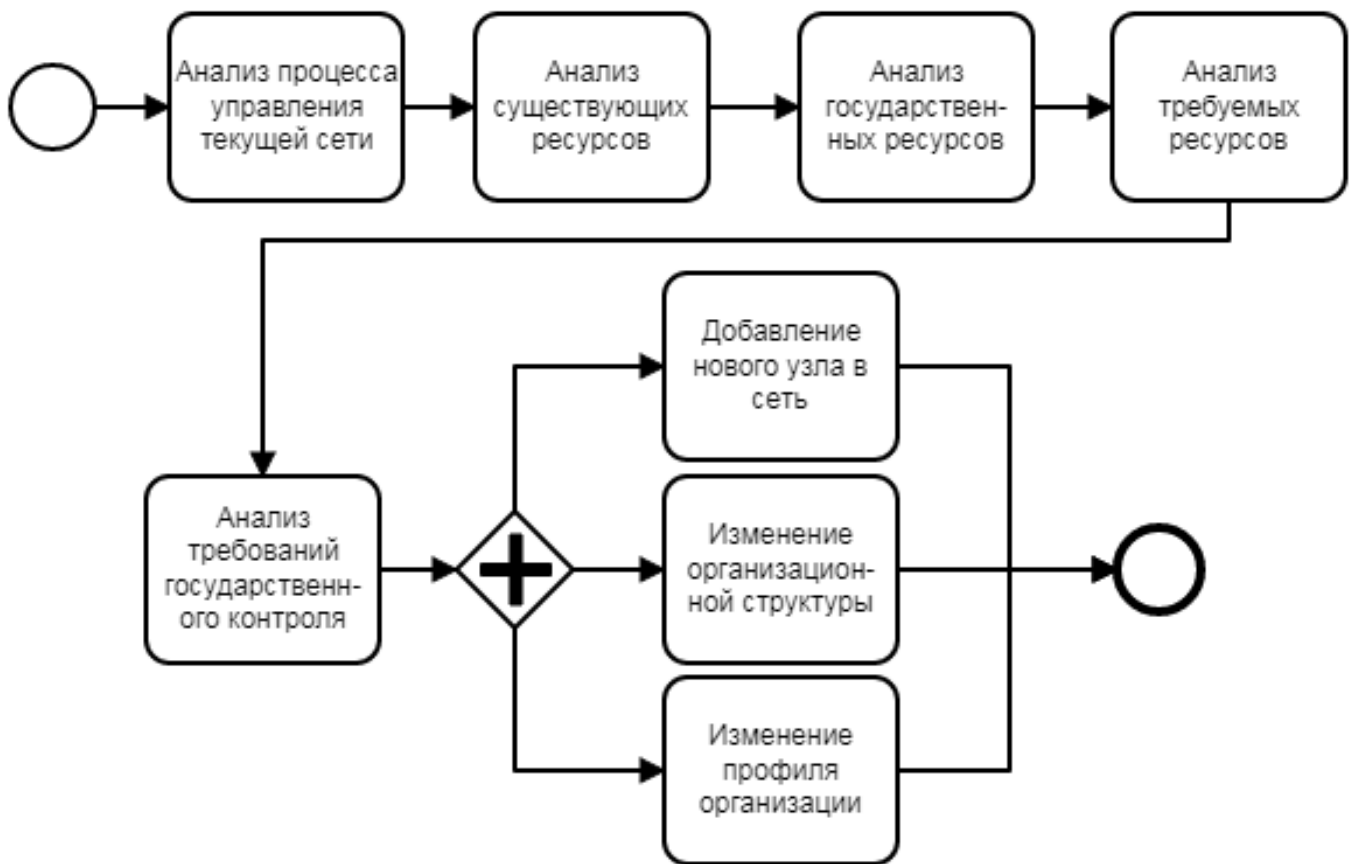 Анализ процесса
управления
текущей сети
Анализ
существующих
ресурсов
Анализ
государствен-
ных ресурсов
Анализ
требуемых
ресурсов
Добавление
нового узла в
сеть
Анализ
требований
государственн-
ого контроля
Изменение
организацион-
ной структуры
Изменение
профиля
организации